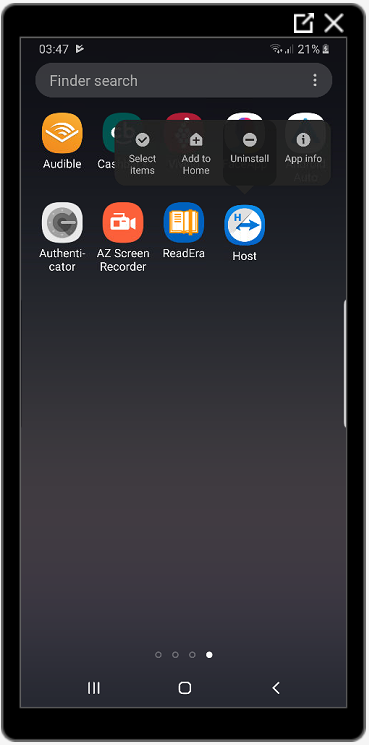 03:47 21%
Finder search
Audible
Select
items
Add to
Home
Uninstall
App info
Authenti-
cator
AZ Screen
Recorder
ReadEra
H/
Host